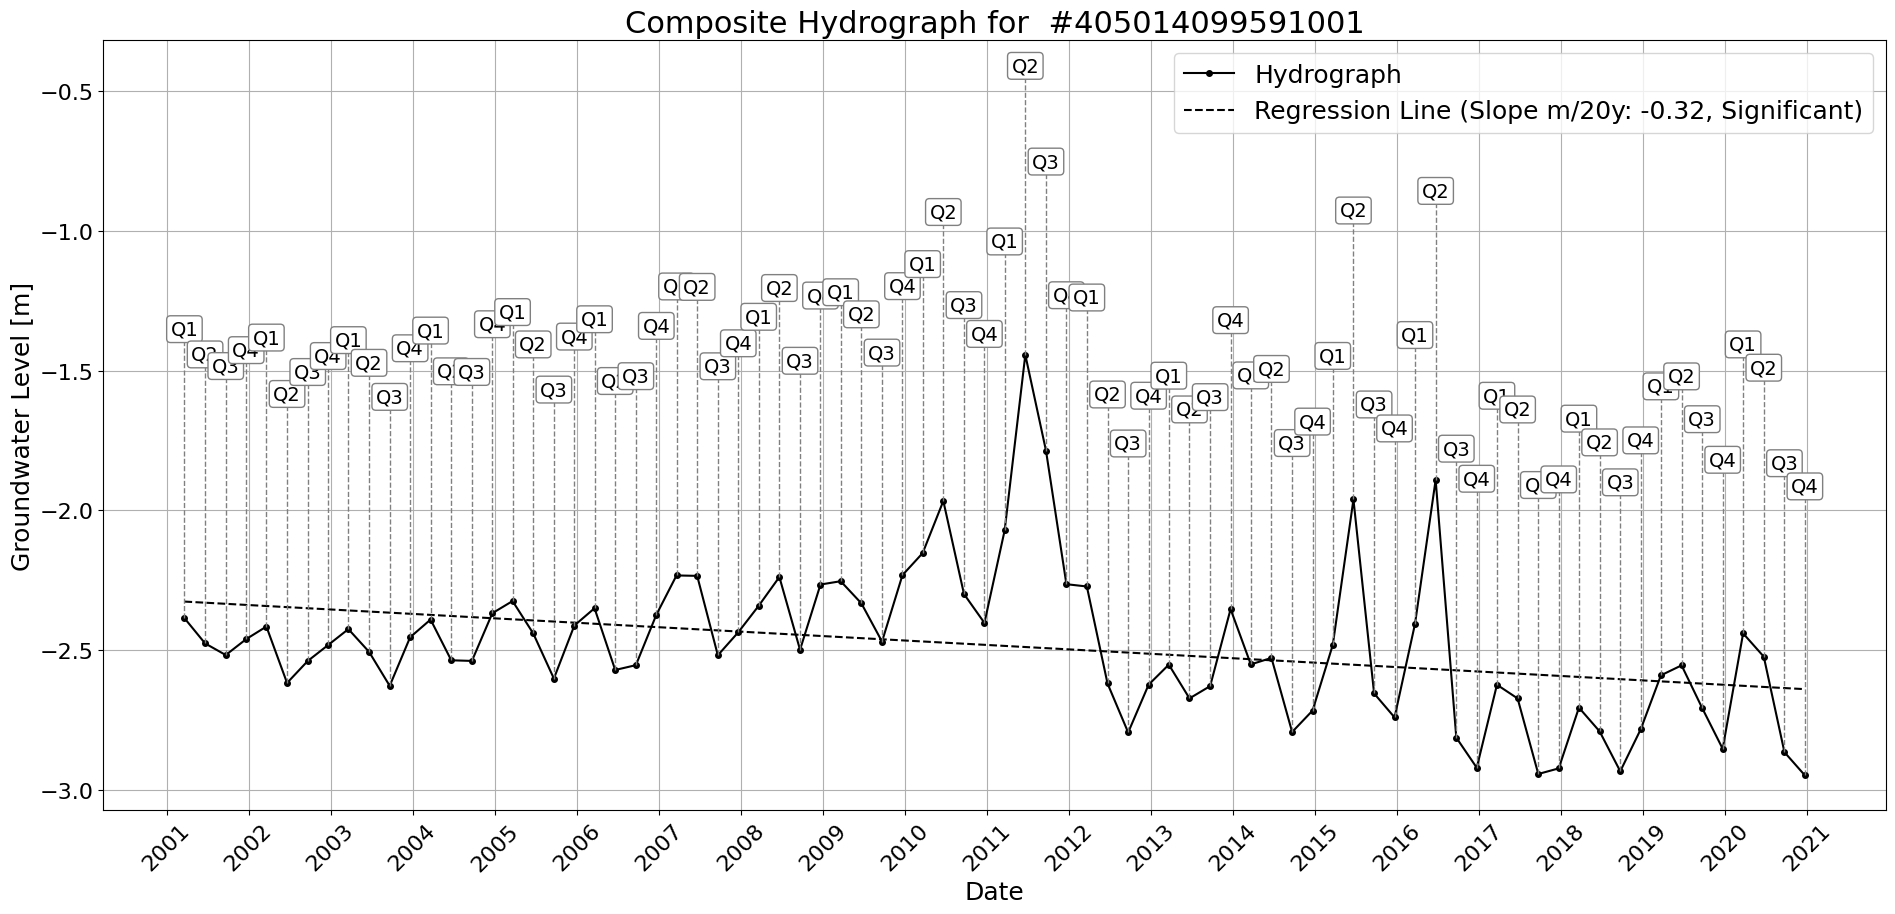 Composite Hydrograph for #405014099591001
Hydrograph
Regression Line (Slope m/20y: -0.32, Significant)
Groundwater Level [m]
−0.5
−1.0
−1.5
−2.0
−2.5
−3.0
Q1
Q2
Q3
Q4
Q1
Q2
Q3
Q4
Q1
Q2
Q3
Q4
Q1
Q2
Q3
Q4
Q1
Q2
Q3
Q4
Q1
Q2
Q3
Q4
Q1
Q2
Q3
Q4
Q1
Q2
Q3
Q4
Q1
Q2
Q3
Q4
Q1
Q2
Q3
Q4
Q1
Q2
Q3
Q4
Q1
Q2
Q3
Q4
Q1
Q2
Q3
Q4
Q1
Q2
Q3
Q4
Q1
Q2
Q3
Q4
Q1
Q2
Q3
Q4
Q1
Q2
Q3
Q4
Q1
Q2
Q3
Q4
Q1
Q2
Q3
Q4
Q1
Q2
Q3
Q4
2001
2002
2003
2004
2005
2006
2007
2008
2009
2010
2011
2012
2013
2014
2015
2016
2017
2018
2019
2020
2021
Date